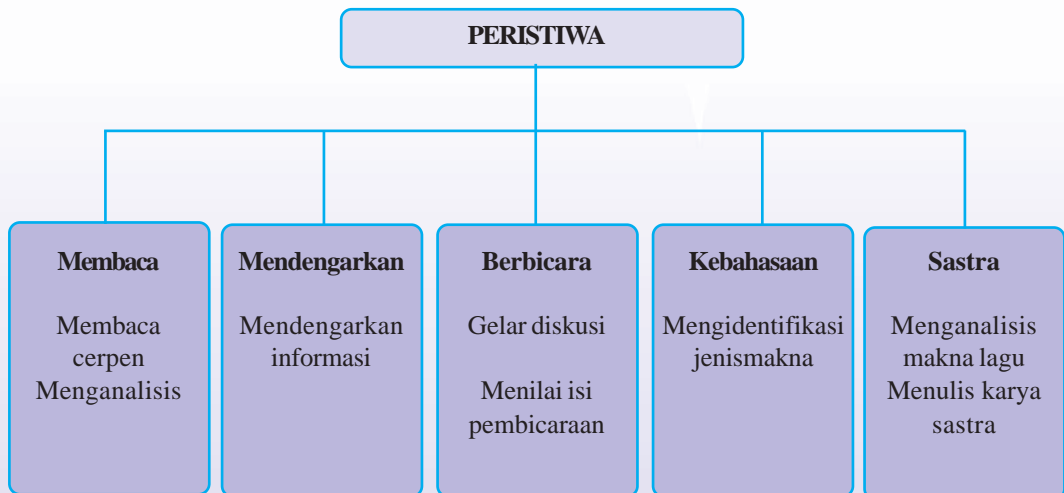 PERISTIWA
Membaca
Membaca
cerpen
Menganalisis
Mendengarkan
Mendengarkan
informasi
Berbicara
Gelar diskusi
Menilai isi
pembicaraan
Kebahasaan
Mengidentifikasi
jenismakna
Sastra
Menganalisis
makna lagu
Menulis karya
sastra